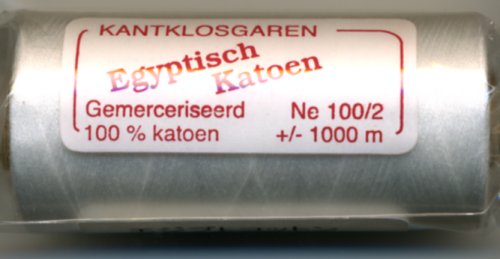 KANTKLOSGAREN
Egyptisch
Katoen
Gemerceriseerd Ne 100/2
100 % katoen +/- 1000 m